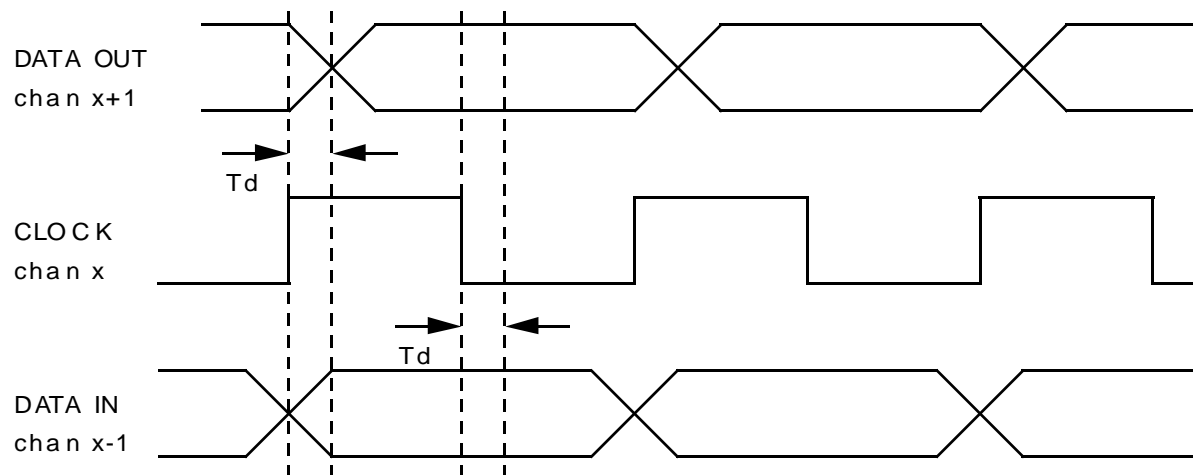 DATA OUT
chan x+1
Td
CLOCK
chan x
Td
DATA IN
chan x-1